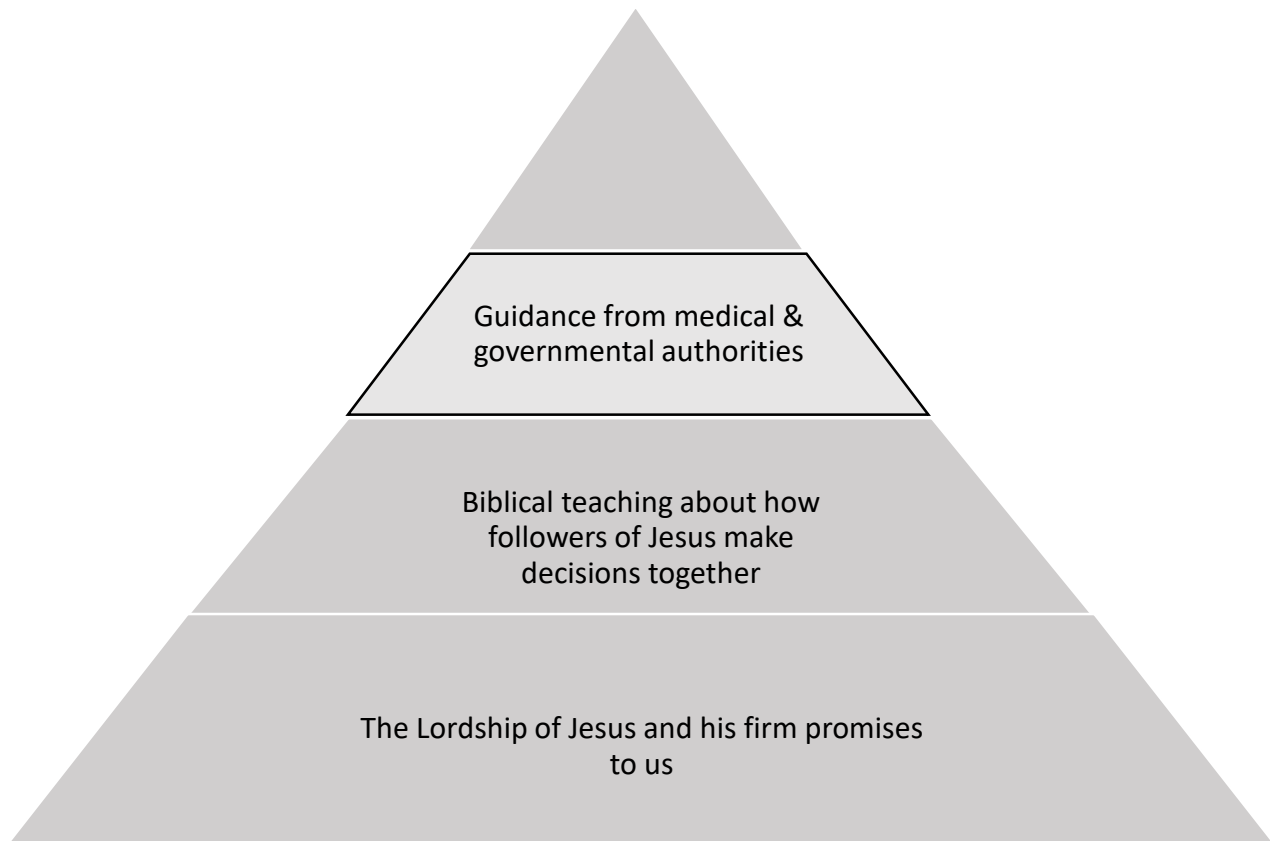 Guidance from medical &
governmental authorities
Biblical teaching about how
followers of Jesus make
decisions together
The Lordship of Jesus and his firm promises
to us